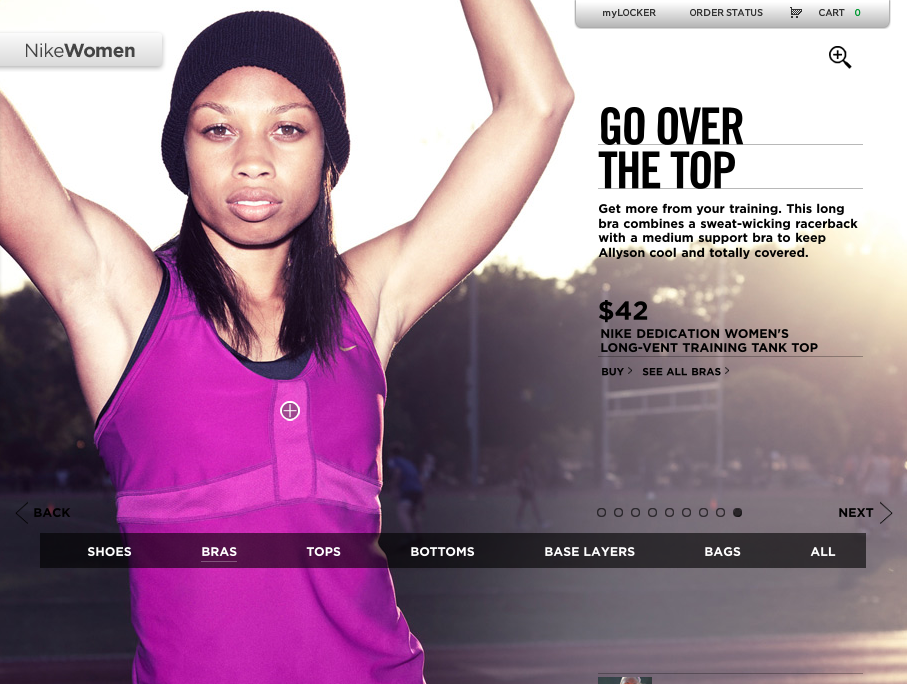 myLOCKER ORDER STATUS CART 0
NikeWomen
GO OVER
THE TOP
Get more from your training. This long
bra combines a sweat-wicking racerback
with a medium support bra to keep
Allyson cool and totally covered.
$42
NIKE DEDICATION WOMEN'S
LONG-VENT TRAINING TANK TOP
BUY > SEE ALL BRAS >
BACK
NEXT
SHOES BRAS TOPS BOTTOMS BASE LAYERS BAGS ALL